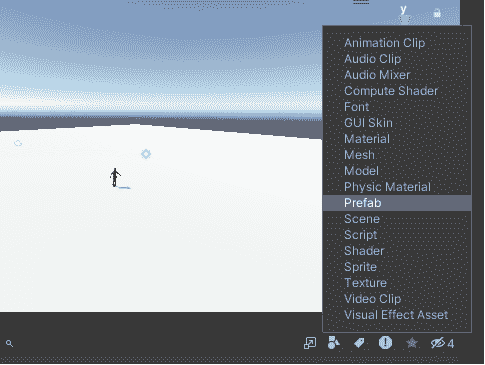 y
Animation Clip
Audio Clip
Audio Mixer
Compute Shader
Font
GUI Skin
Material
Mesh
Model
Physic Material
Prefab
Scene
Script
Shader
Sprite
Texture
Video Clip
Visual Effect Asset
4